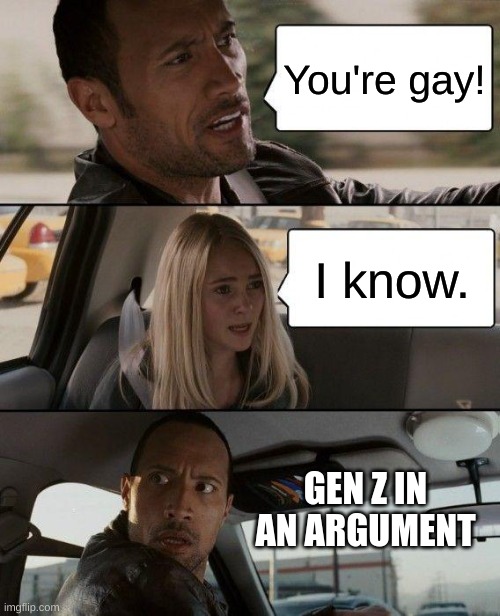 You're gay!
I know.
GEN Z IN
AN ARGUMENT
imgflip.com